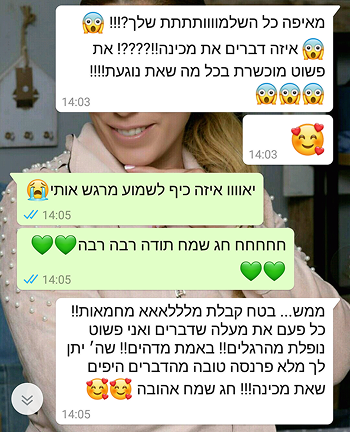 מאיפה כל השלמוווותתתת שלך?!!! 😱
😱 איזה דברים את מכינה!!????! את
פשוט מוכשרת בכל מה שאת נוגעת!!!!
😱😱😱
14:03
🥰
14:03
יאוווו איזה כיף לשמוע מרגש אותי😭
14:05
חחחחחח חג שמח תודה רבה רבה💚💚
💚💚
14:05
ממש... בטח קבלת מלללאאא מחמאות!!
כל פעם את מעלה שדברים ואני פשוט
נופלת מהרגלים!! באמת מדהים!! שה׳ יתן
לך מלא פרנסה טובה מהדברים היפים
שאת מכינה!!! חג שמח אהובה 🥰🥰
14:05